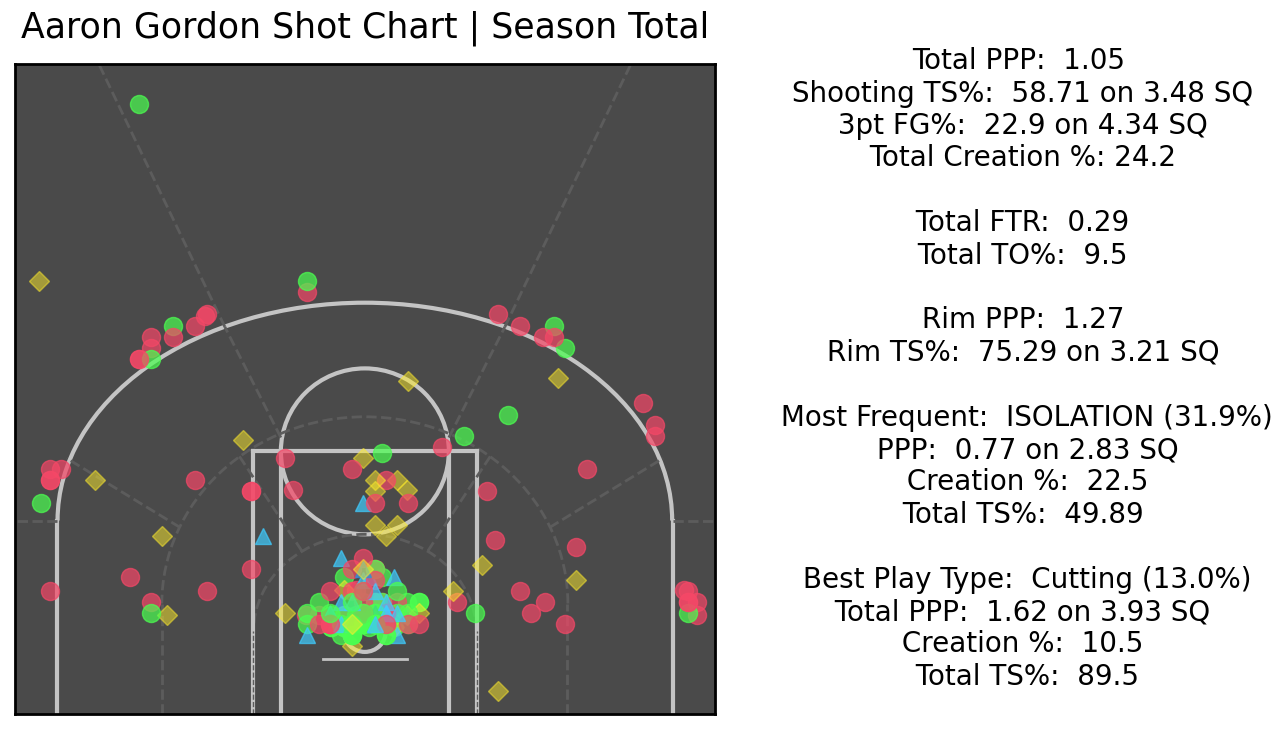 Aaron Gordon Shot Chart | Season Total
Total PPP:  1.05
Shooting TS%:  58.71 on 3.48 SQ
3pt FG%:  22.9 on 4.34 SQ
Total Creation %: 24.2
Total FTR:  0.29
Total TO%:  9.5
Rim PPP:  1.27
Rim TS%:  75.29 on 3.21 SQ
Most Frequent:  ISOLATION (31.9%)
PPP:  0.77 on 2.83 SQ
Creation %:  22.5
Total TS%:  49.89
Best Play Type:  Cutting (13.0%)
Total PPP:  1.62 on 3.93 SQ
Creation %:  10.5
Total TS%:  89.5